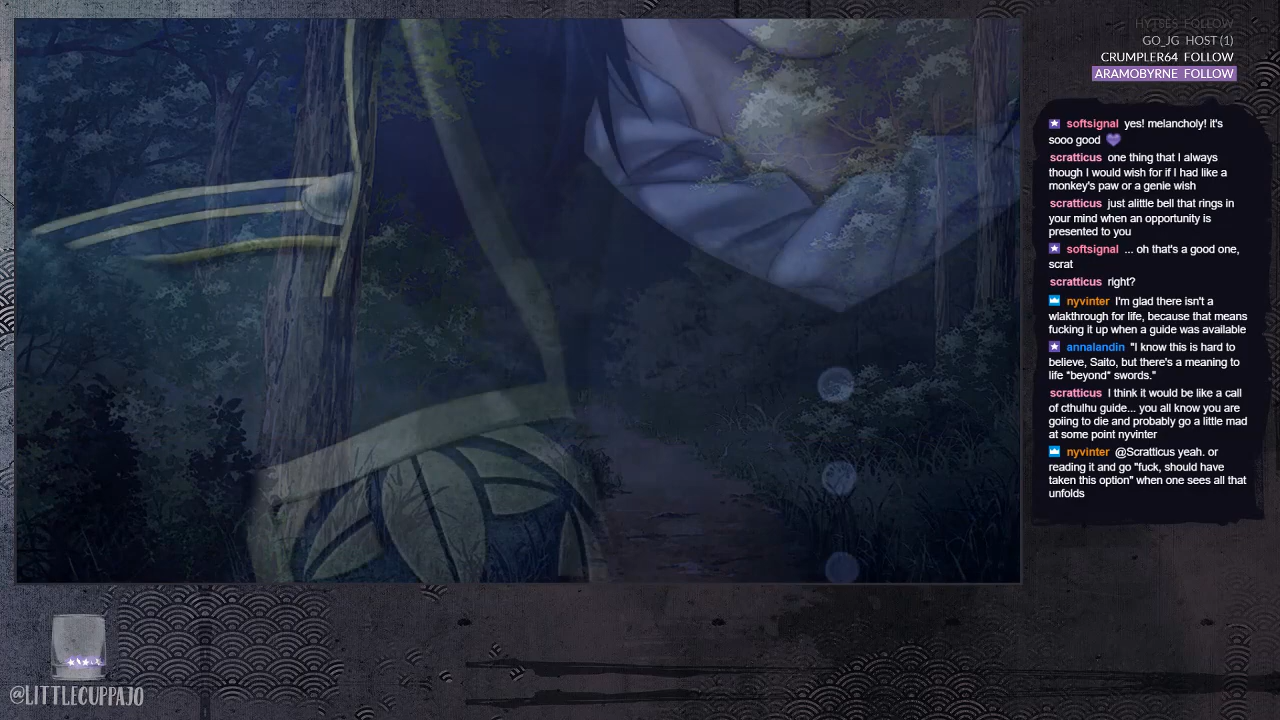 HYTSES FOLLOW
GO_JG HOST (1)
CRUMPLER64 FOLLOW
ARAMOBYRNE FOLLOW
softsignal yes! melancholy! it's
sooo good
scratticus one thing that I always
though I would wish for if I had like a
monkey's paw or a genie wish
scratticus just alittle bell that rings in
your mind when an opportunity is
presented to you
softsignal ... oh that's a good one,
scrat
scratticus right?
nyvinter I'm glad there isn't a
wlakthrough for life, because that means
fucking it up when a guide was available
annalandin "I know this is hard to
believe, Saito, but there's a meaning to
life *beyond* swords."
scratticus I think it would be like a call
of cthulhu guide... you all know you are
goling to die and probably go a little mad
at some point nyvinter
nyvinter @Scratticus yeah. or
reading it and go "fuck, should have
taken this option" when one sees all that
unfolds
@LITTLECUPPAJO